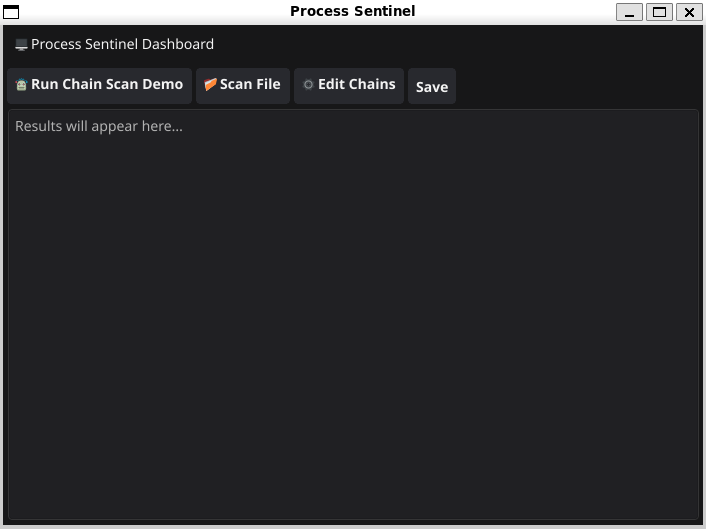 Process Sentinel
Process Sentinel Dashboard
Run Chain Scan Demo Scan File Edit Chains Save
Results will appear here...